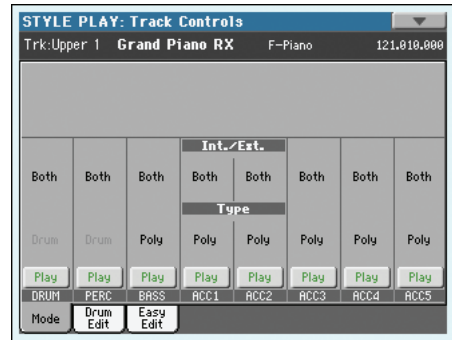 STYLE PLAY: Track Controls
Trk:Upper 1 Grand Piano RX F-Piano 121.010.000
Int./Ext.
Both Both Both Both Both Both Both Both
Type
Drum Drum Poly Poly Poly Poly Poly Poly
Play Play Play Play Play Play Play Play
DRUM PERC BASS ACC1 ACC2 ACC3 ACC4 ACC5
Mode Drum Edit Easy Edit